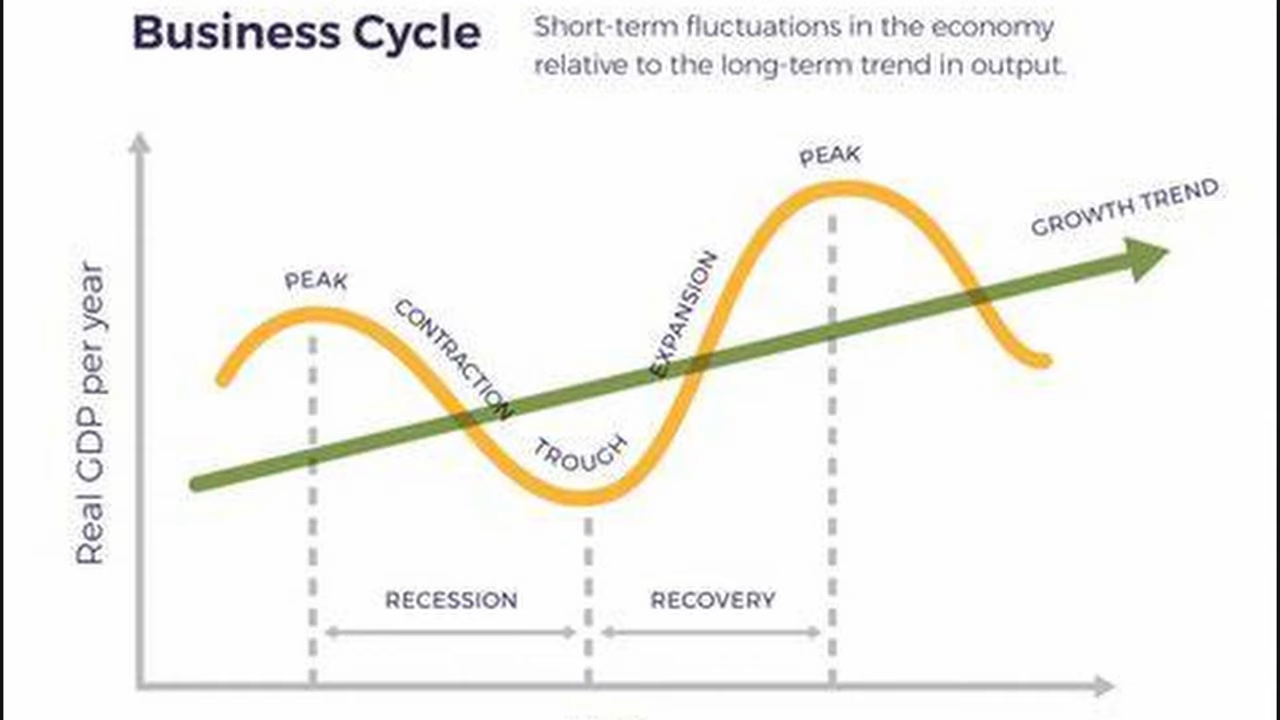 Business Cycle
Short-term fluctuations in the economy
relative to the long-term trend in output.
PEAK
GROWTH TREND
PEAK
CONTRACTION
EXPANSION
TROUGH
Real GDP per year
RECESSION
RECOVERY